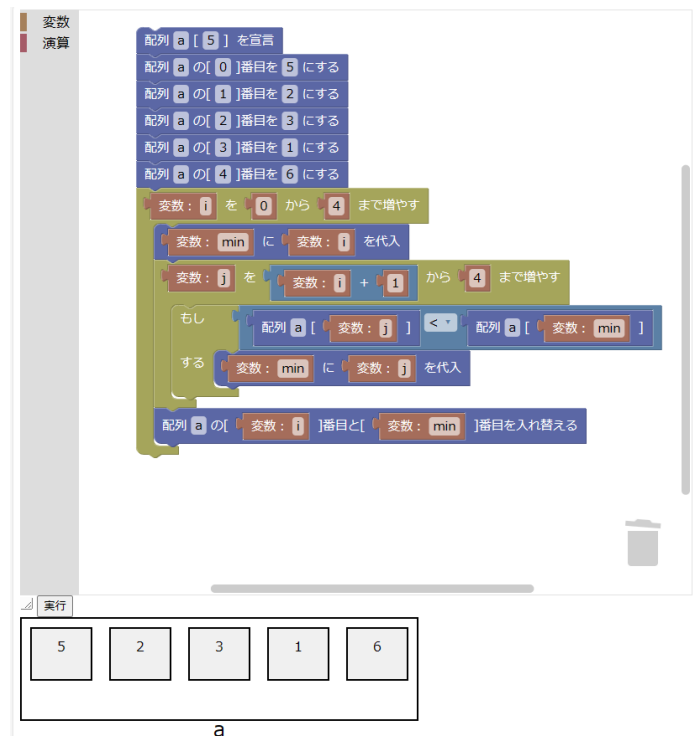 変数
演算
配列 a [ 5 ] を宣言
配列 a の[ 0 ]番目を 5 にする
配列 a の[ 1 ]番目を 2 にする
配列 a の[ 2 ]番目を 3 にする
配列 a の[ 3 ]番目を 1 にする
配列 a の[ 4 ]番目を 6 にする
変数: i を 0 から 4 まで増やす
変数: min に 変数: i を代入
変数: j を 変数: i + 1 から 4 まで増やす
もし 配列 a [ 変数: j ] < 配列 a [ 変数: min ]
する 変数: min に 変数: j を代入
配列 a の[ 変数: i ]番目と[ 変数: min ]番目を入れ替える
実行
5 2 3 1 6
a